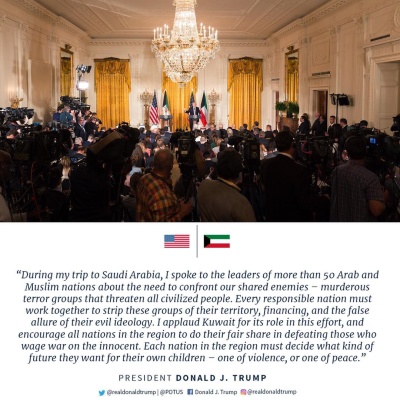 “During my trip to Saudi Arabia, I spoke to the leaders of more than 50 Arab and
Muslim nations about the need to confront our shared enemies – murderous
terror groups that threaten all civilized people. Every responsible nation must
work together to strip these groups of their territory, financing, and the false
allure of their evil ideology. I applaud Kuwait for its role in this effort, and
encourage all nations in the region to do their fair share in defeating those who
wage war on the innocent. Each nation in the region must decide what kind of
future they want for their own children – one of violence, or one of peace.”
PRESIDENT DONALD J. TRUMP
@realdonaldtrump | @POTUS Donald J. Trump @realdonaldtrump